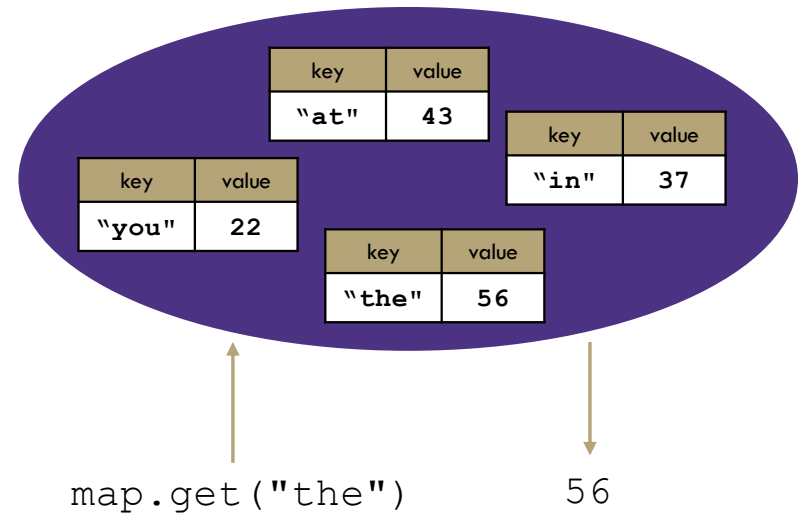 key value
‟at" 43
key value
‟in" 37
key value
‟you" 22
key value
‟the" 56
map.get("the") 56